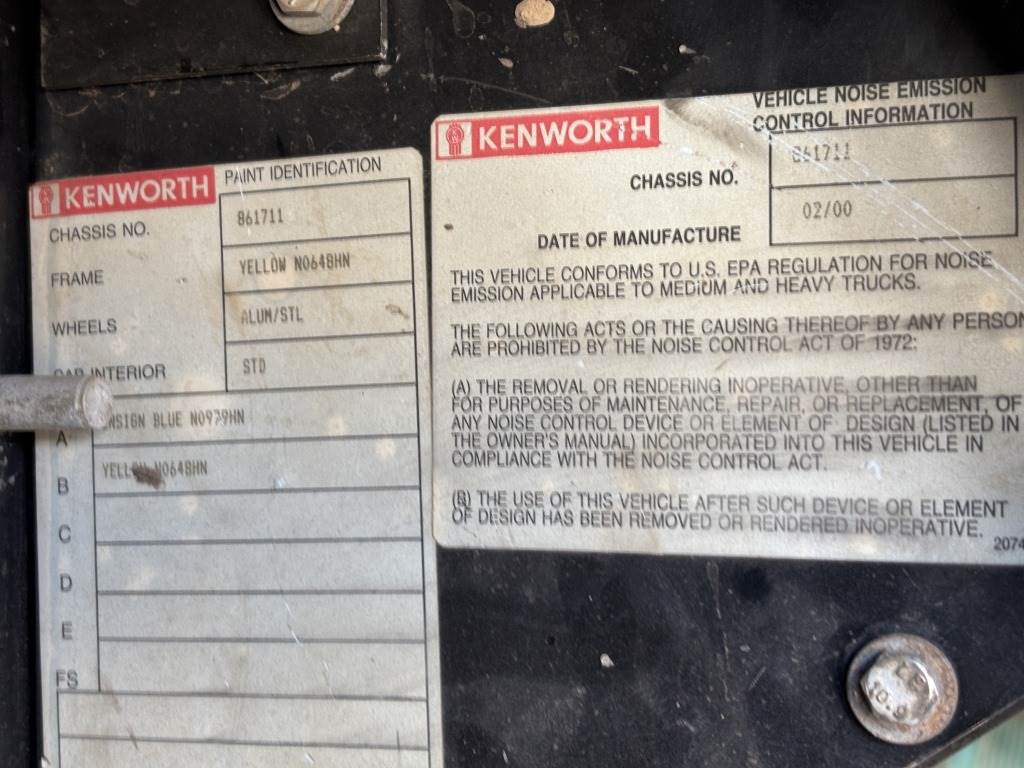 KENWORTH
PAINT IDENTIFICATION
CHASSIS NO.
861711
FRAME
YELLOW N0648HN
WHEELS
ALUM/STL
INTERIOR
STD
A
BLUE N0979HN
B
YELLOW N0648HN
C
D
E
FS
KENWORTH
VEHICLE NOISE EMISSION
CONTROL INFORMATION
CHASSIS NO.
861711
DATE OF MANUFACTURE
02/00
THIS VEHICLE CONFORMS TO U.S. EPA REGULATION FOR NOISE
EMISSION APPLICABLE TO MEDIUM AND HEAVY TRUCKS.
THE FOLLOWING ACTS OR THE CAUSING THEREOF BY ANY PERSON
ARE PROHIBITED BY THE NOISE CONTROL ACT OF 1972:
(A) THE REMOVAL OR RENDERING INOPERATIVE, OTHER THAN
FOR PURPOSES OF MAINTENANCE, REPAIR, OR REPLACEMENT, OF
ANY NOISE CONTROL DEVICE OR ELEMENT OF DESIGN (LISTED IN
THE OWNER'S MANUAL) INCORPORATED INTO THIS VEHICLE IN
COMPLIANCE WITH THE NOISE CONTROL ACT.
(B) THE USE OF THIS VEHICLE AFTER SUCH DEVICE OR ELEMENT
OF DESIGN HAS BEEN REMOVED OR RENDERED INOPERATIVE.
2074
10.9